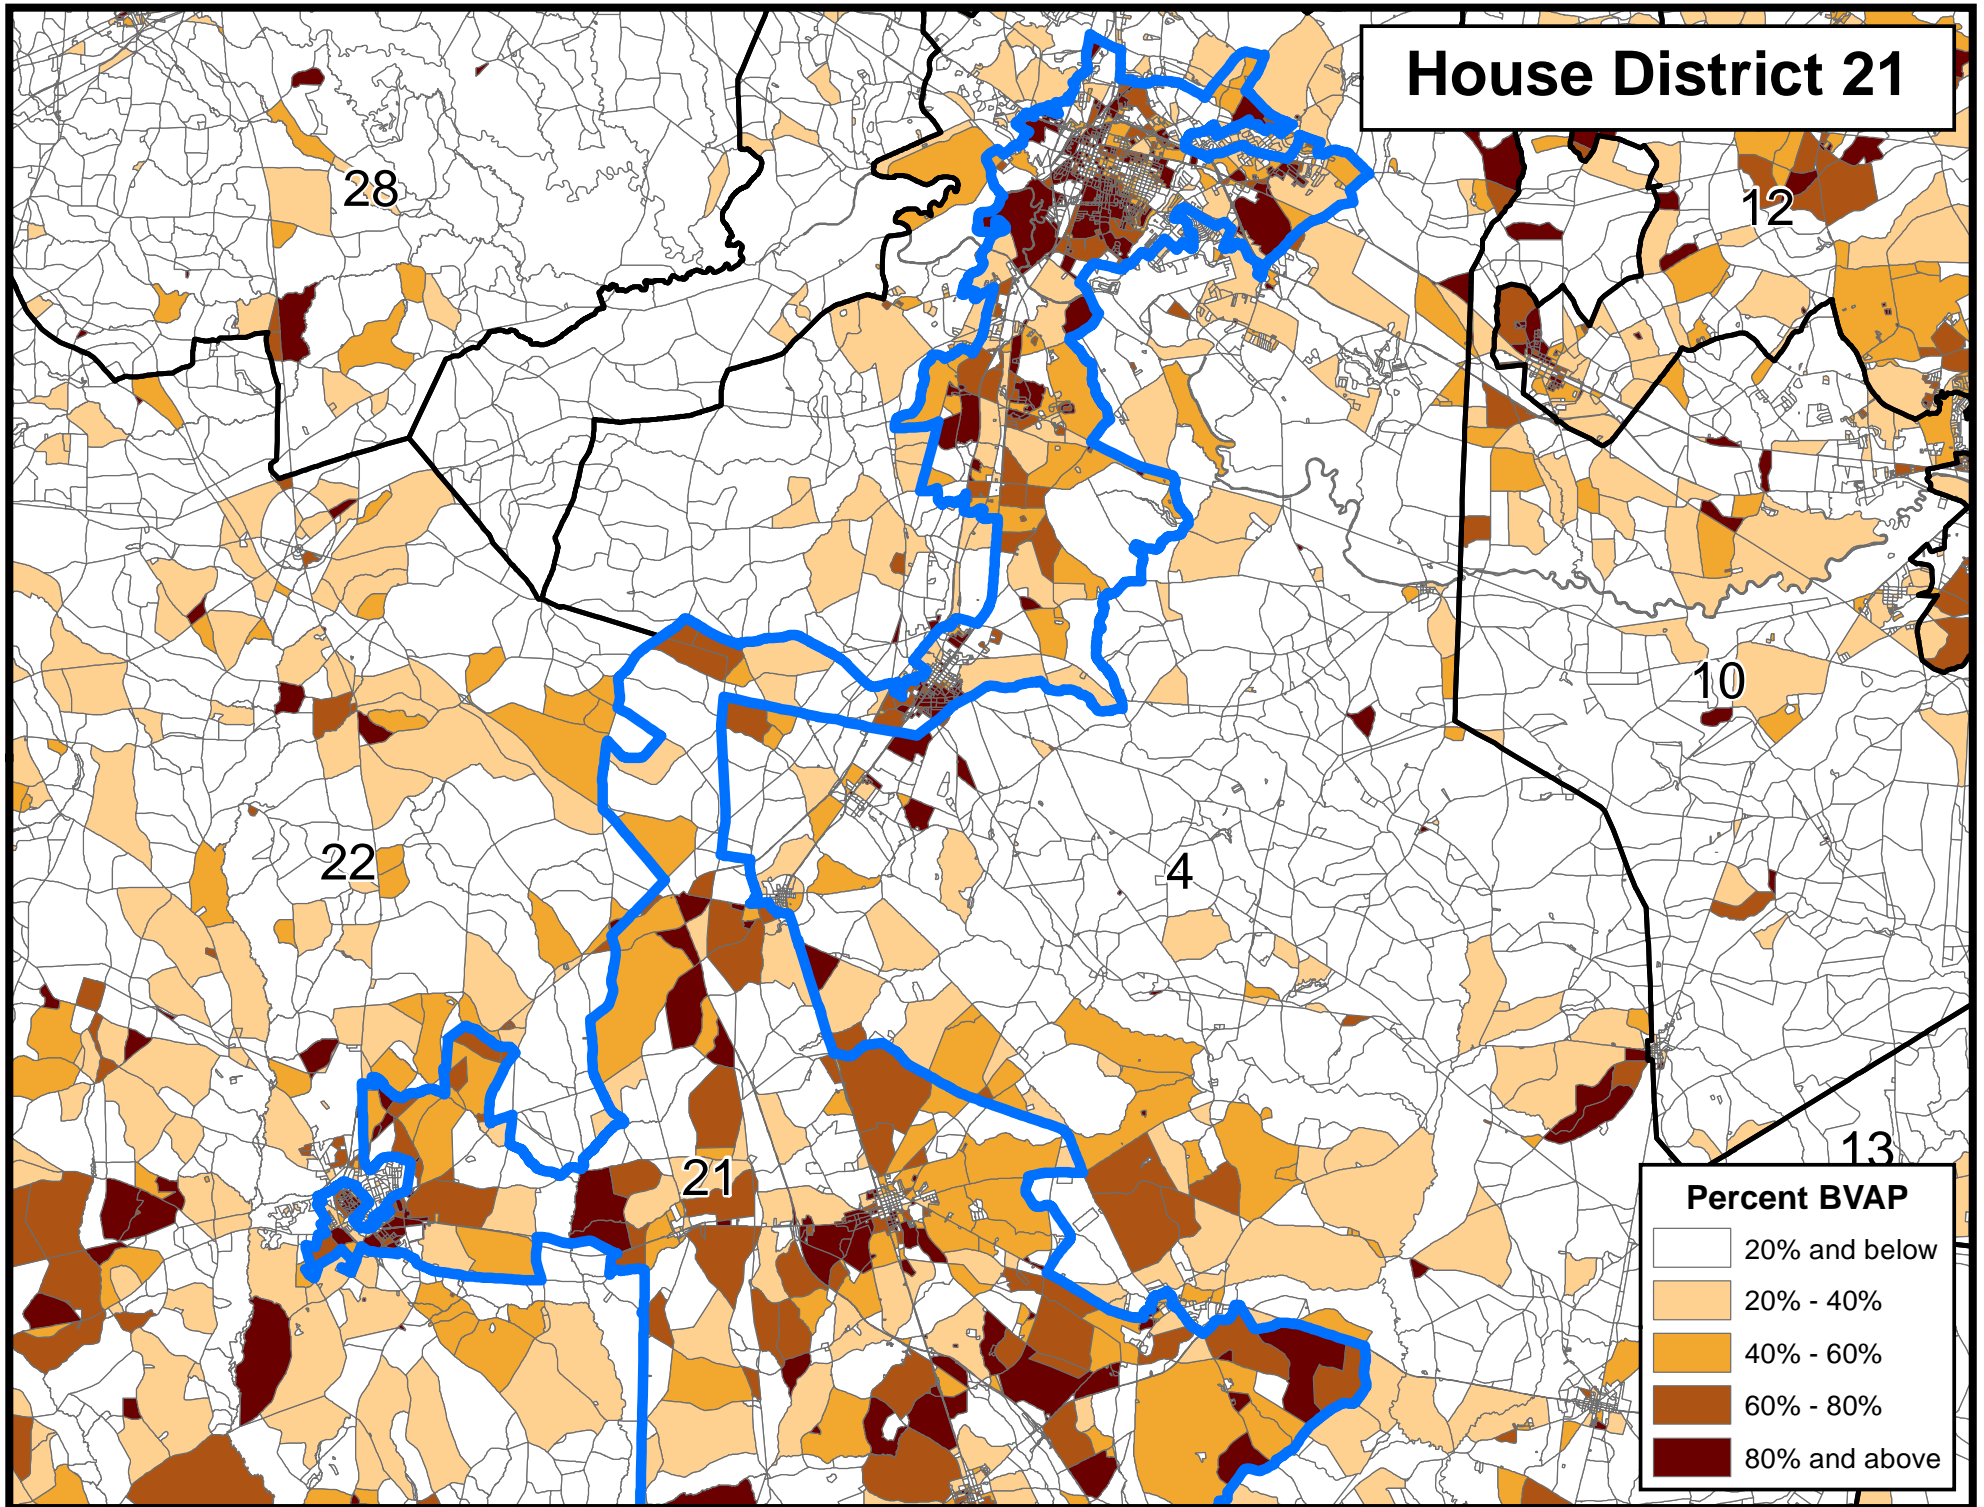 House District 21
28
12
10
22
4
13
21
Percent BVAP
20% and below
20% - 40%
40% - 60%
60% - 80%
80% and above